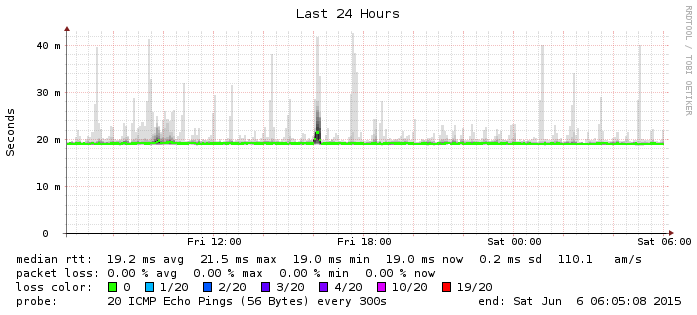 Last 24 Hours
RRDTOOL / TOBI OETIKER
Seconds
40 m
30 m
20 m
10 m
0
Fri 12:00 Fri 18:00 Sat 00:00 Sat 06:00
median rtt: 19.2 ms avg 21.5 ms max 19.0 ms min 19.0 ms now 0.2 ms sd 110.1 am/s
packet loss: 0.00 % avg 0.00 % max 0.00 % min 0.00 % now
loss color: 0 1/20 2/20 3/20 4/20 10/20 19/20
probe: 20 ICMP Echo Pings (56 Bytes) every 300s end: Sat Jun 6 06:05:08 2015